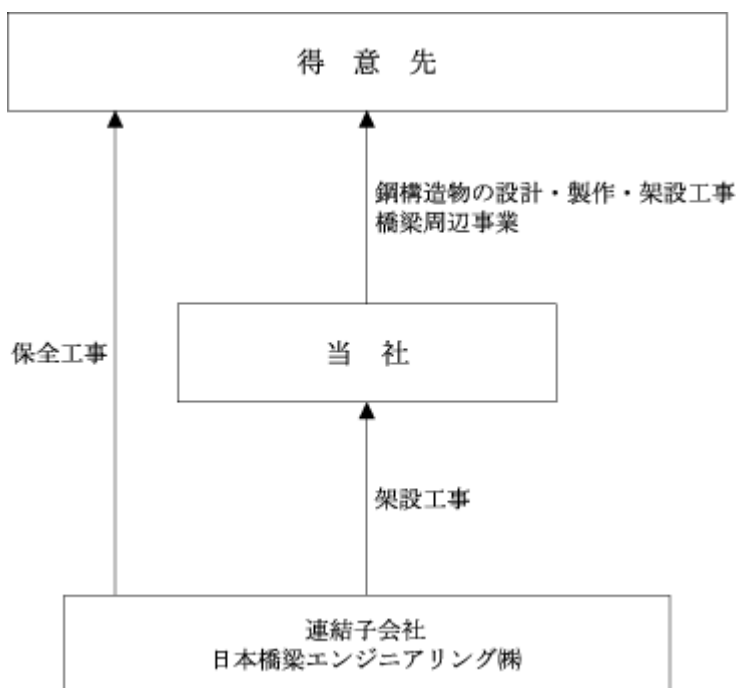 得 意 先
鋼構造物の設計・製作・架設工事
橋梁周辺事業
保全工事
当 社
架設工事
連結子会社
日本橋梁エンジニアリング㈱